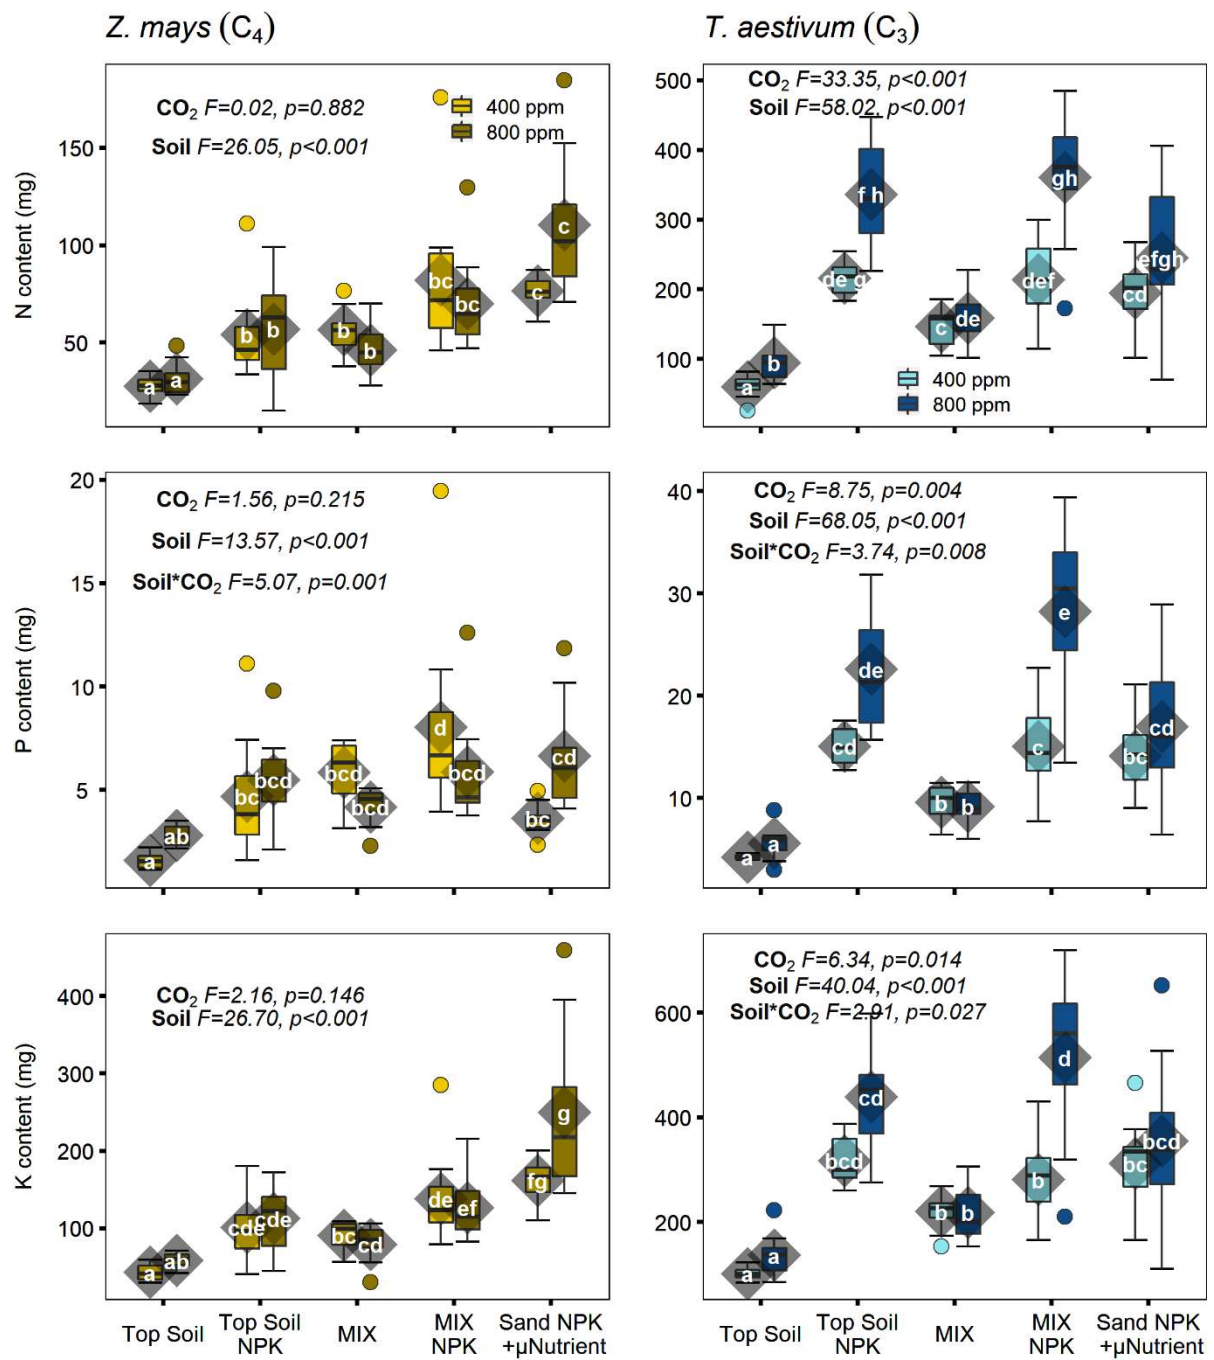 Z. mays (C₄)
T. aestivum (C₃)
N content (mg)
150
100
50
CO₂ F=0.02, p=0.882
Soil F=26.05, p<0.001
400 ppm
800 ppm
a
a
b
b
b
b
bc
bc
c
c
500
400
300
200
100
CO₂ F=33.35, p<0.001
Soil F=58.02, p<0.001
400 ppm
800 ppm
a
b
de g
f h
c
de
def
gh
cd
efgh
P content (mg)
20
15
10
5
CO₂ F=1.56, p=0.215
Soil F=13.57, p<0.001
Soil*CO₂ F=5.07, p=0.001
a
ab
bc
bcd
bcd
bcd
d
bcd
bc
cd
40
30
20
10
CO₂ F=8.75, p=0.004
Soil F=68.05, p<0.001
Soil*CO₂ F=3.74, p=0.008
a
a
cd
de
b
b
c
e
bc
cd
K content (mg)
400
300
200
100
CO₂ F=2.16, p=0.146
Soil F=26.70, p<0.001
a
ab
cde
cde
bc
cd
de
ef
fg
g
600
400
200
CO₂ F=6.34, p=0.014
Soil F=40.04, p<0.001
Soil*CO₂ F=2.91, p=0.027
a
a
bcd
cd
b
b
b
d
bc
bcd
Top Soil
Top Soil
NPK
MIX
MIX
NPK
Sand NPK
+µNutrient
Top Soil
Top Soil
NPK
MIX
MIX
NPK
Sand NPK
+µNutrient